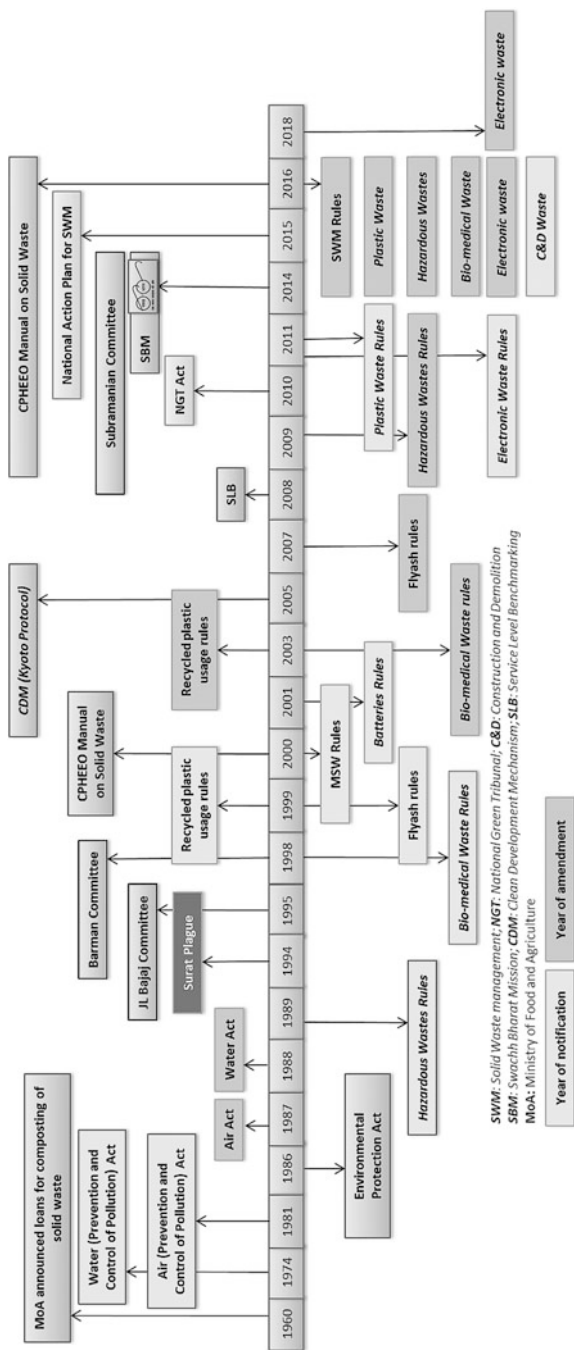 MoA announced loans for composting of
solid waste
Water (Prevention and
Control of Pollution) Act
Air (Prevention and
Control of Pollution) Act
Air Act
Water Act
JL Bajaj Committee
Surat Plague
Barman Committee
Recycled plastic
usage rules
CPHEEO Manual
on Solid Waste
Recycled plastic
usage rules
CDM (Kyoto Protocol)
SLB
NGT Act
Subramanian Committee
SBM
National Action Plan for SWM
CPHEEO Manual on Solid Waste
1960
1974
1981
1986
1987
1988
1989
1994
1995
1998
1999
2000
2001
2003
2005
2007
2008
2009
2010
2011
2014
2015
2016
2018
Environmental
Protection Act
Hazardous Wastes Rules
Bio-medical Waste Rules
Flyash rules
MSW Rules
Batteries Rules
Bio-medical Waste rules
Flyash rules
Hazardous Wastes Rules
Plastic Waste Rules
Electronic Waste Rules
SWM Rules
Plastic Waste
Hazardous Wastes
Bio-medical Waste
Electronic waste
C&D Waste
Electronic waste
SWM: Solid Waste management; NGT: National Green Tribunal; C&D: Construction and Demolition
SBM: Swachh Bharat Mission; CDM: Clean Development Mechanism; SLB: Service Level Benchmarking
MoA: Ministry of Food and Agriculture
Year of notification
Year of amendment